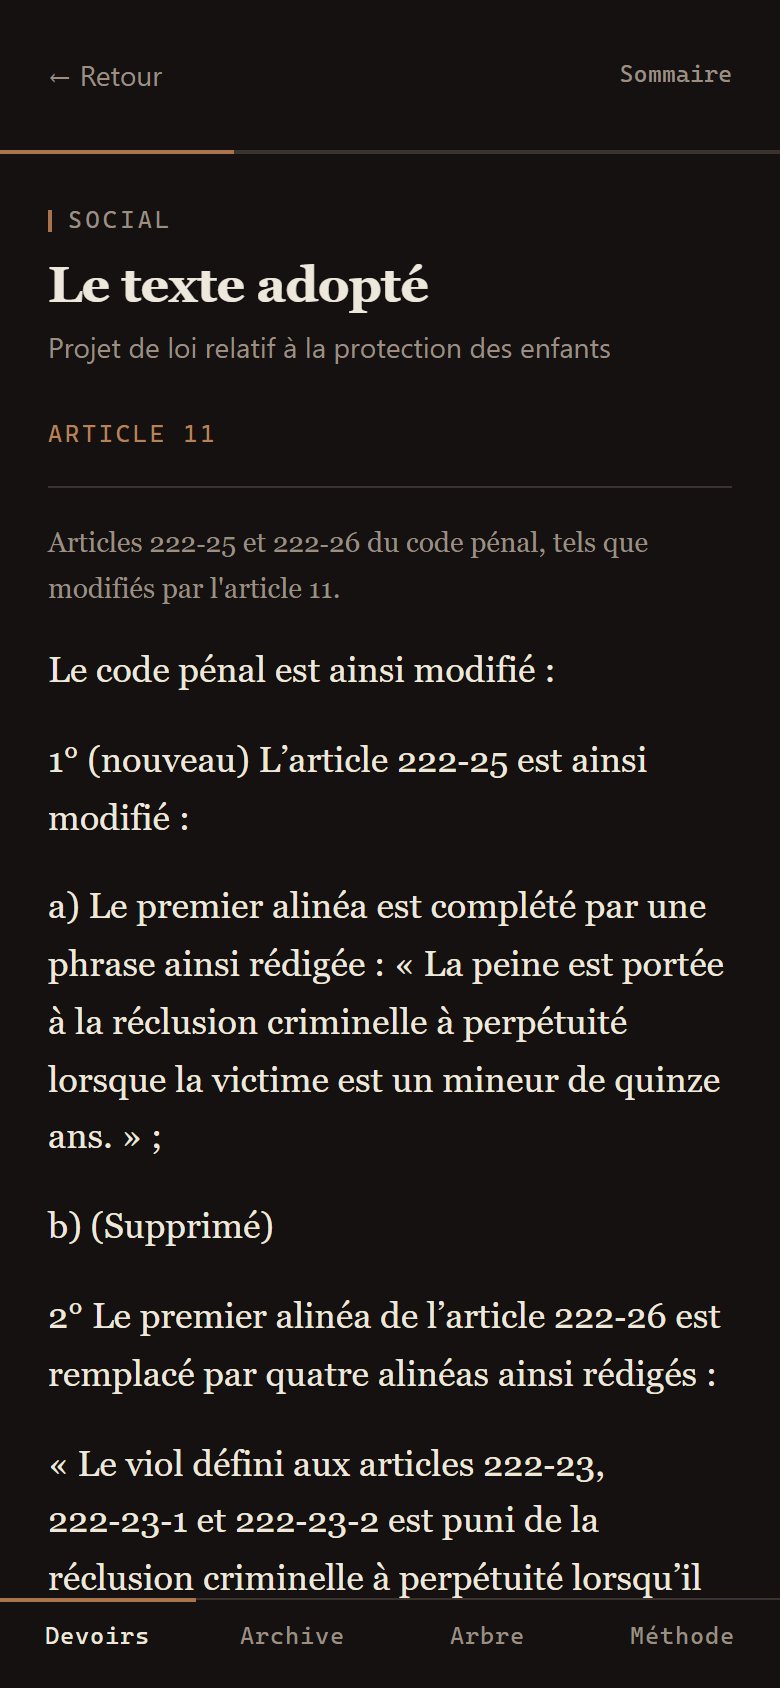 ← Retour
Sommaire
SOCIAL
Le texte adopté
Projet de loi relatif à la protection des enfants
ARTICLE 11
Articles 222-25 et 222-26 du code pénal, tels que
modifiés par l'article 11.
Le code pénal est ainsi modifié :
1° (nouveau) L’article 222-25 est ainsi
modifié :
a) Le premier alinéa est complété par une
phrase ainsi rédigée : « La peine est portée
à la réclusion criminelle à perpétuité
lorsque la victime est un mineur de quinze
ans. » ;
b) (Supprimé)
2° Le premier alinéa de l’article 222-26 est
remplacé par quatre alinéas ainsi rédigés :
« Le viol défini aux articles 222-23,
222-23-1 et 222-23-2 est puni de la
réclusion criminelle à perpétuité lorsqu’il
Devoirs
Archive
Arbre
Méthode